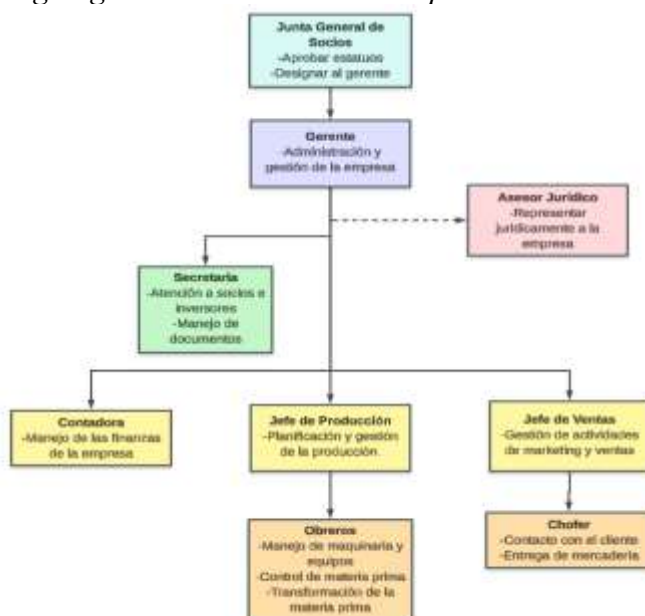 Junta General de
Socios
-Aprobar estatuos
-Designar al gerente
Gerente
-Administración y
gestión de la empresa
Asesor Jurídico
-Representar
jurídicamente a la
empresa
Secretaria
-Atención a socios e
inversores
-Manejo de
documentos
Contadora
-Manejo de las finanzas
de la empresa
Jefe de Producción
-Planificación y gestión
de la producción.
Jefe de Ventas
-Gestión de actividades
de marketing y ventas
Obreros
-Manejo de maquinaria y
equipos
-Control de materia prima
-Transformación de la
materia prima
Chofer
-Contacto con el cliente
-Entrega de mercadería